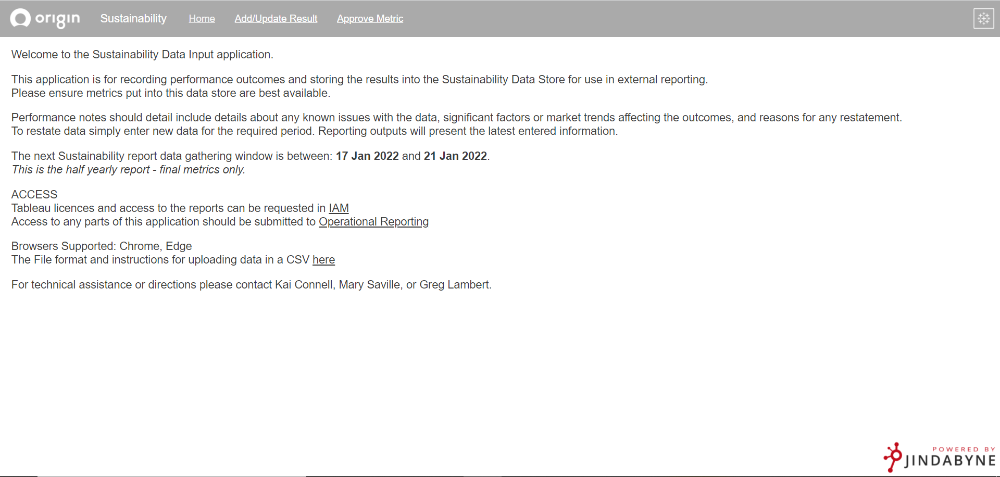 origin Sustainability Home Add/Update Result Approve Metric
Welcome to the Sustainability Data Input application.
This application is for recording performance outcomes and storing the results into the Sustainability Data Store for use in external reporting.
Please ensure metrics put into this data store are best available.
Performance notes should detail include details about any known issues with the data, significant factors or market trends affecting the outcomes, and reasons for any restatement.
To restate data simply enter new data for the required period. Reporting outputs will present the latest entered information.
The next Sustainability report data gathering window is between: 17 Jan 2022 and 21 Jan 2022.
This is the half yearly report - final metrics only.
ACCESS
Tableau licences and access to the reports can be requested in IAM
Access to any parts of this application should be submitted to Operational Reporting
Browsers Supported: Chrome, Edge
The File format and instructions for uploading data in a CSV here
For technical assistance or directions please contact Kai Connell, Mary Saville, or Greg Lambert.
POWERED BY
JINDABYNE